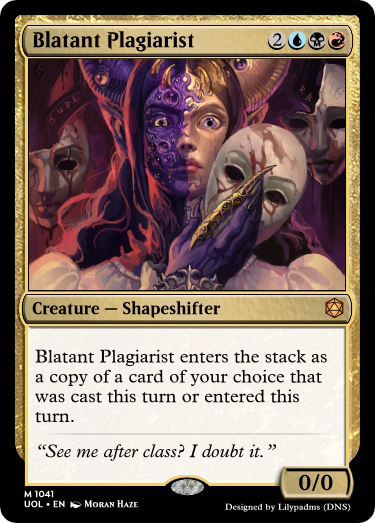 Blatant Plagiarist
2
Creature — Shapeshifter
Blatant Plagiarist enters the stack as
a copy of a card of your choice that
was cast this turn or entered this
turn.
“See me after class? I doubt it.”
0/0
M 1041
UOL • EN Moran Haze
Designed by Lilypadms (DNS)